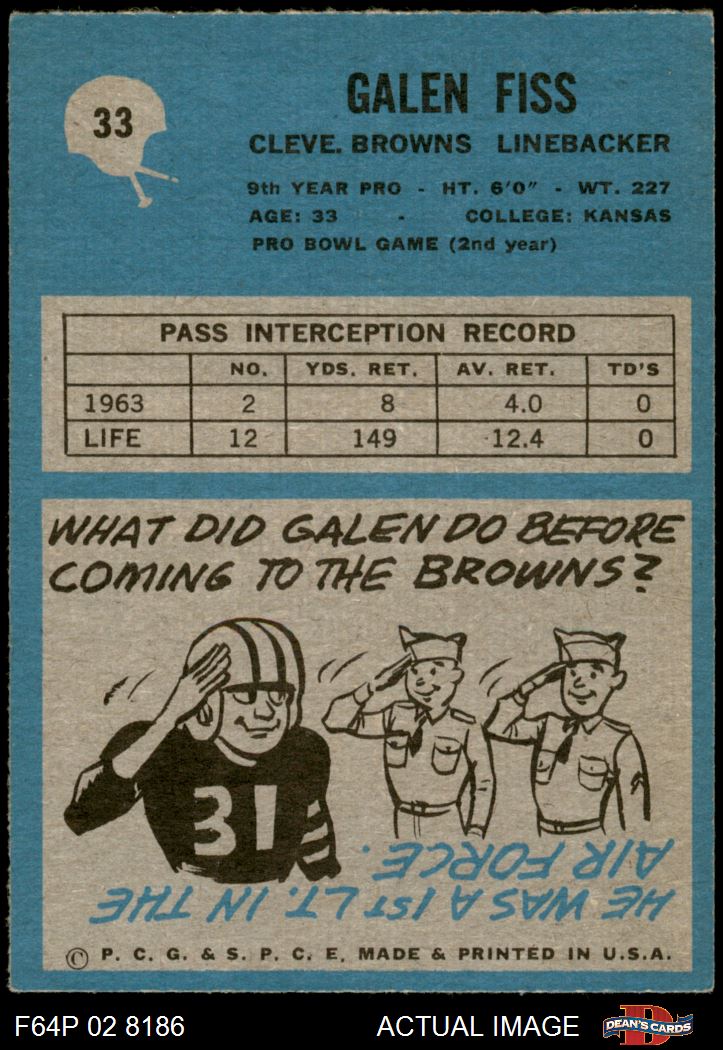 33
GALEN FISS
CLEVE. BROWNS LINEBACKER
9th YEAR PRO - HT. 6'0" - WT. 227
AGE: 33 - COLLEGE: KANSAS
PRO BOWL GAME (2nd year)
PASS INTERCEPTION RECORD
NO. YDS. RET. AV. RET. TD'S
1963 2 8 4.0 0
LIFE 12 149 12.4 0
WHAT DID GALEN DO BEFORE
COMING TO THE BROWNS?
31
HE WAS A 1ST LT. IN THE
AIR FORCE.
© P. C. G. & S. P. C. E. MADE & PRINTED IN U.S.A.
F64P 02 8186 ACTUAL IMAGE
D
DEAN'S CARDS